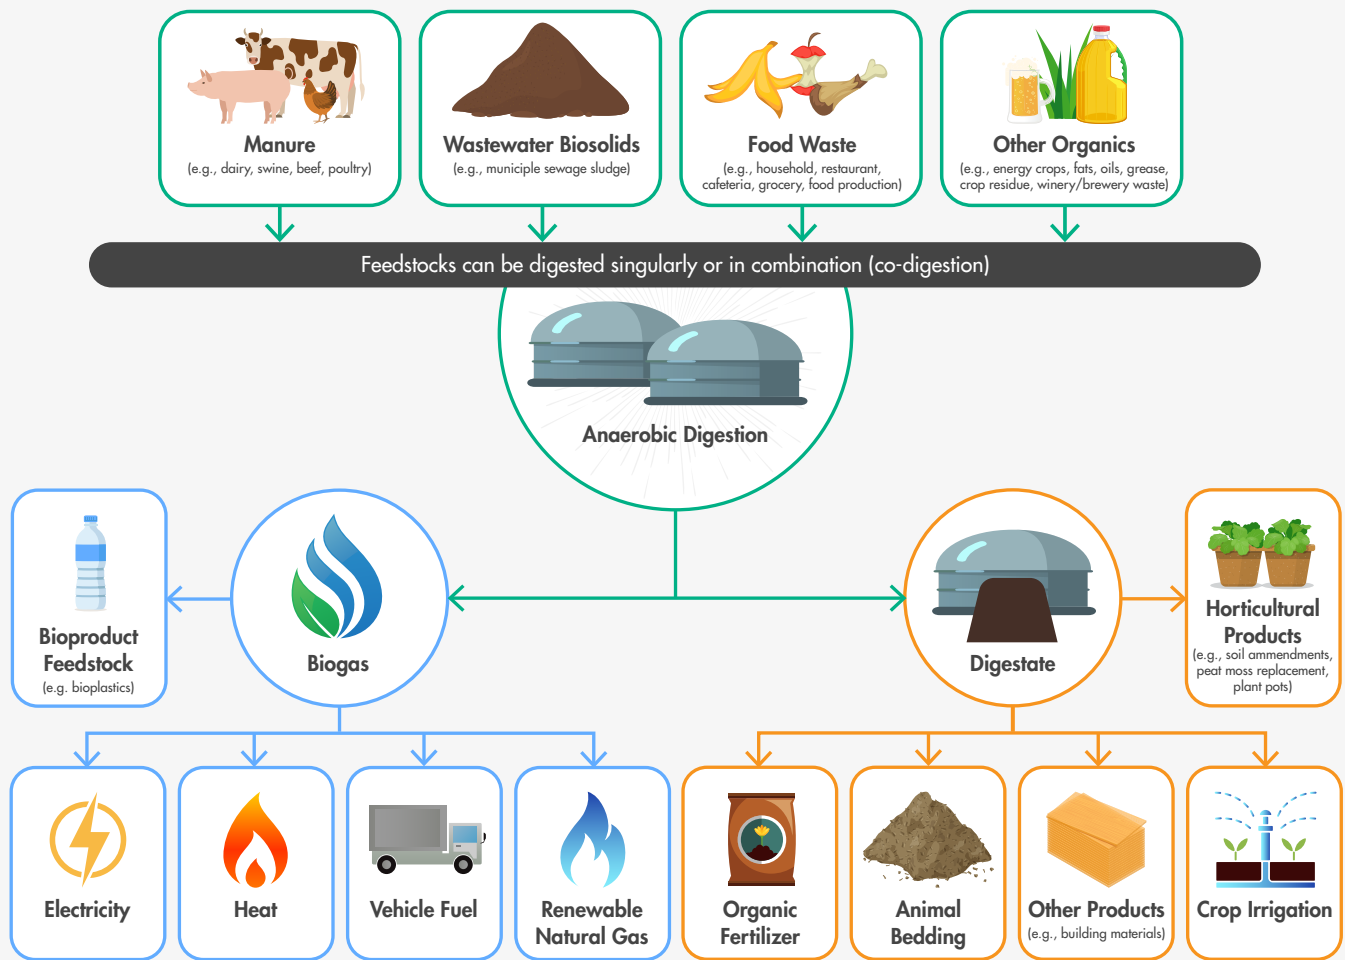 Manure
(e.g., dairy, swine, beef, poultry)
Wastewater Biosolids
(e.g., municiple sewage sludge)
Food Waste
(e.g., household, restaurant,
cafeteria, grocery, food production)
Other Organics
(e.g., energy crops, fats, oils, grease,
crop residue, winery/brewery waste)
Feedstocks can be digested singularly or in combination (co-digestion)
Anaerobic Digestion
Bioproduct
Feedstock
(e.g. bioplastics)
Biogas
Digestate
Horticultural
Products
(e.g., soil ammendments,
peat moss replacement,
plant pots)
Electricity
Heat
Vehicle Fuel
Renewable
Natural Gas
Organic
Fertilizer
Animal
Bedding
Other Products
(e.g., building materials)
Crop Irrigation